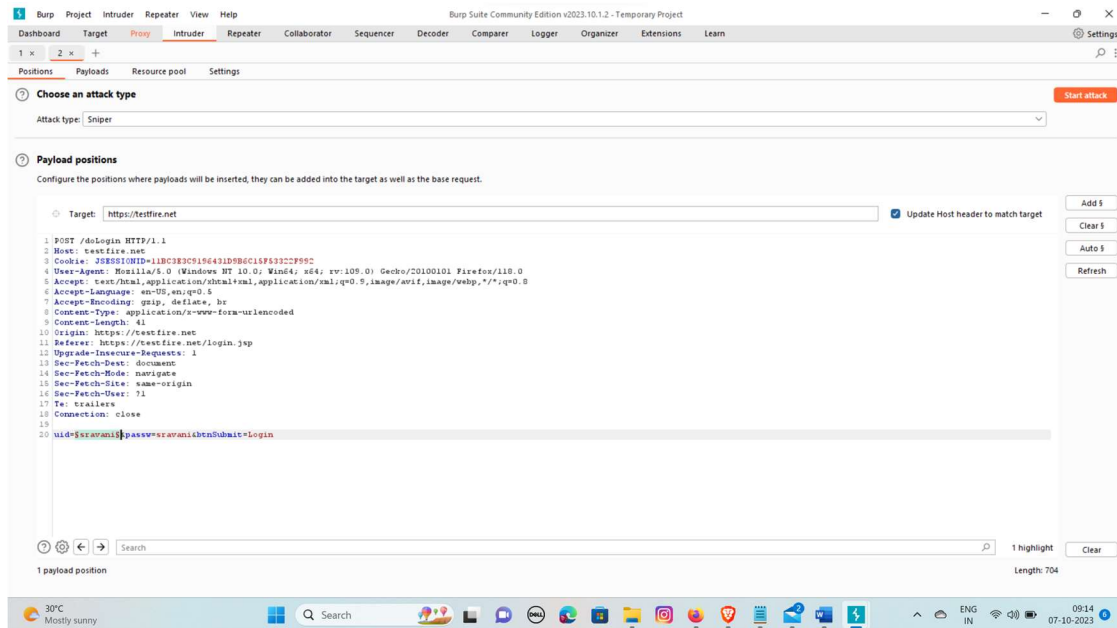 Burp Project Intruder Repeater View Help
Burp Suite Community Edition v2023.10.1.2 - Temporary Project
Dashboard Target Proxy Intruder Repeater Collaborator Sequencer Decoder Comparer Logger Organizer Extensions Learn
Settings
1 × 2 × +
Positions Payloads Resource pool Settings
Choose an attack type
Start attack
Attack type: Sniper
Payload positions
Configure the positions where payloads will be inserted, they can be added into the target as well as the base request.
Add §
Target: https://testfire.net
Update Host header to match target
Clear §
Auto §
Refresh
1 POST /doLogin HTTP/1.1
2 Host: testfire.net
3 Cookie: JSESSIONID=11BC3E3C9196431D9B6C15F53322F992
4 User-Agent: Mozilla/5.0 (Windows NT 10.0; Win64; x64; rv:109.0) Gecko/20100101 Firefox/118.0
5 Accept: text/html,application/xhtml+xml,application/xml;q=0.9,image/avif,image/webp,*/*;q=0.8
6 Accept-Language: en-US,en;q=0.5
7 Accept-Encoding: gzip, deflate, br
8 Content-Type: application/x-www-form-urlencoded
9 Content-Length: 41
10 Origin: https://testfire.net
11 Referer: https://testfire.net/login.jsp
12 Upgrade-Insecure-Requests: 1
13 Sec-Fetch-Dest: document
14 Sec-Fetch-Mode: navigate
15 Sec-Fetch-Site: same-origin
16 Sec-Fetch-User: ?1
17 Te: trailers
18 Connection: close
19
20 uid=§sravani§&passw=sravani&btnSubmit=Login
Search
1 highlight
Clear
1 payload position
Length: 704
30°C
Mostly sunny
Search
DELL
2
ENG
IN
09:14
07-10-2023
6